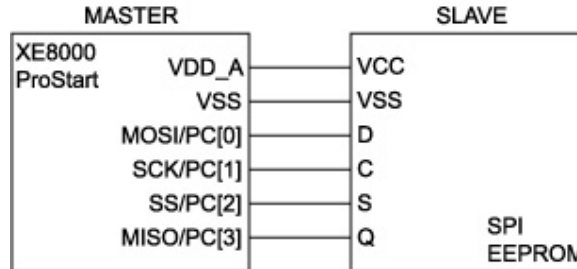 MASTER SLAVE
XE8000
ProStart
VDD_A VCC
VSS VSS
MOSI/PC[0] D
SCK/PC[1] C
SS/PC[2] S
MISO/PC[3] Q
SPI
EEPROM